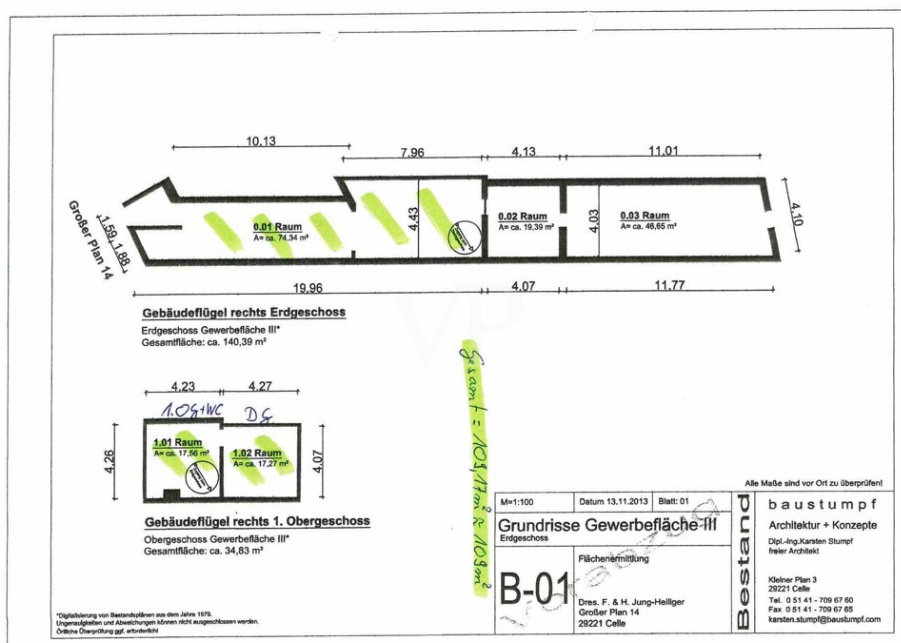 10.13
7.96
4.13
11.01
Großer Plan 14
1.59
1.88
0.01 Raum
A= ca. 74,34 m²
4.43
0.02 Raum
A= ca. 19,39 m²
4.03
0.03 Raum
A= ca. 46,65 m²
4.10
19.96
4.07
11.77
Gebäudeflügel rechts Erdgeschoss
Erdgeschoss Gewerbefläche III*
Gesamtfläche: ca. 140,39 m²
VP
Gesamt = 109,17m² ≈ 109m²
4.23
4.27
1.OG+WC
DG
4.26
1.01 Raum
A= ca. 17,56 m²
1.02 Raum
A= ca. 17,27 m²
4.07
Gebäudeflügel rechts 1. Obergeschoss
Obergeschoss Gewerbefläche III*
Gesamtfläche: ca. 34,83 m²
Alle Maße sind vor Ort zu überprüfen!
M=1:100
Datum 13.11.2013
Blatt: 01
Grundrisse Gewerbefläche III
Erdgeschoss
B-01
Flächenermittlung
Vorabzug
Dres. F. & H. Jung-Heiliger
Großer Plan 14
29221 Celle
Bestand
baustumpf
Architektur + Konzepte
Dipl.-Ing.Karsten Stumpf
freier Architekt
Kleiner Plan 3
29221 Celle
Tel. 0 51 41 - 709 67 60
Fax 0 51 41 - 709 67 65
karsten.stumpf@baustumpf.com
*Digitalisierung von Bestandsplänen aus dem Jahre 1979.
Ungenauigkeiten und Abweichungen können nicht ausgeschlossen werden.
Örtliche Überprüfung ggf. erforderlich!